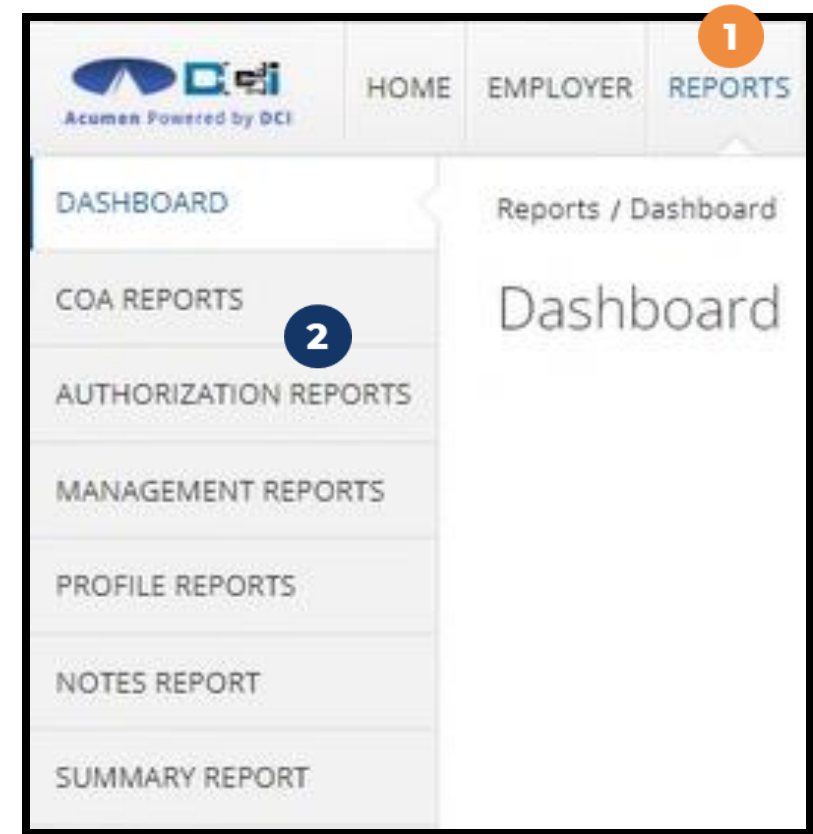 1
DCI
Acumen Powered by DCI
HOME
EMPLOYER
REPORTS
DASHBOARD
Reports / Dashboard
COA REPORTS
Dashboard
2
AUTHORIZATION REPORTS
MANAGEMENT REPORTS
PROFILE REPORTS
NOTES REPORT
SUMMARY REPORT